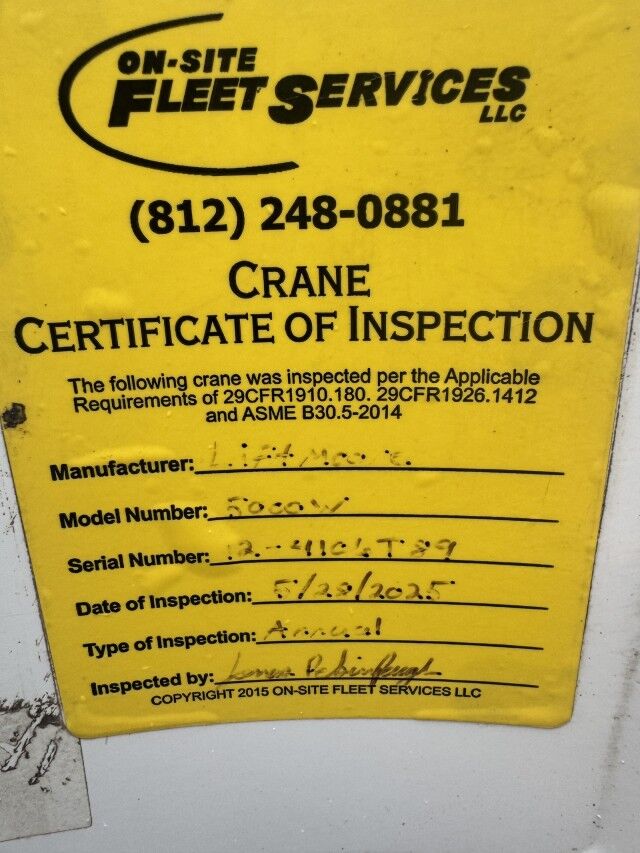 ON-SITE
FLEET SERVICES
LLC
(812) 248-0881
CRANE
CERTIFICATE OF INSPECTION
The following crane was inspected per the Applicable
Requirements of 29CFR1910.180. 29CFR1926.1412
and ASME B30.5-2014
Manufacturer: Lift Moore
Model Number: 5000W
Serial Number:
Date of Inspection: 5/28/2025
Type of Inspection: Annual
Inspected by:
COPYRIGHT 2015 ON-SITE FLEET SERVICES LLC